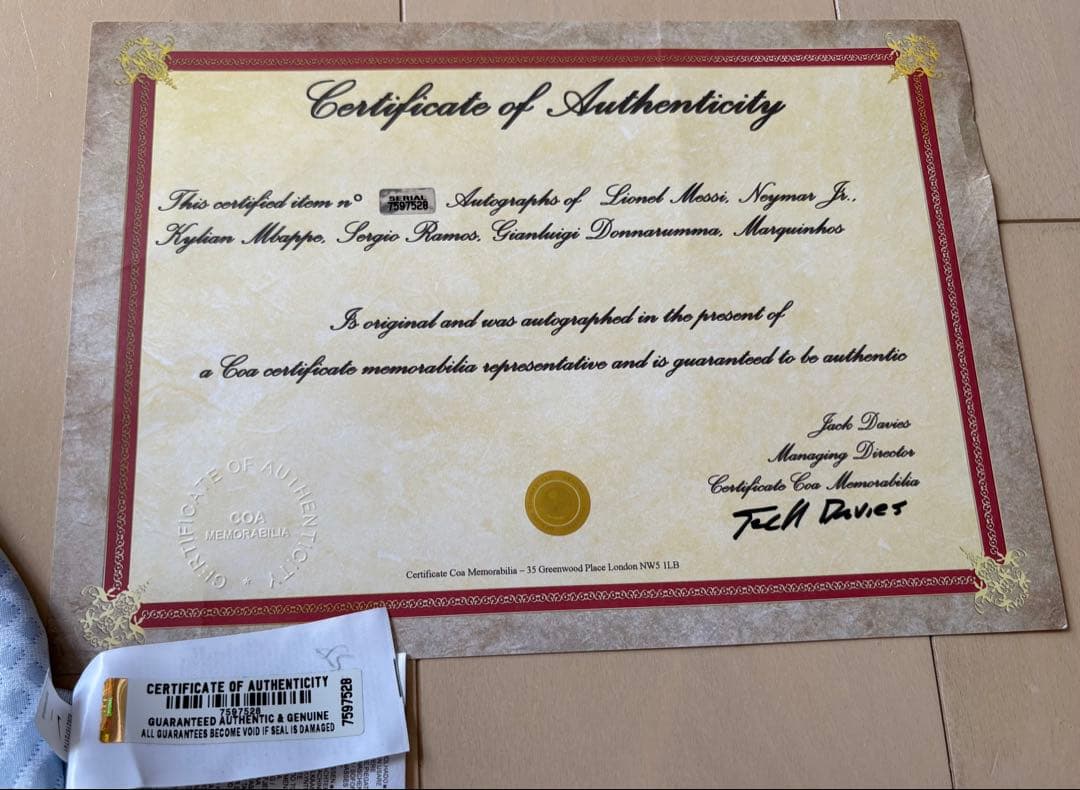 Certificate of Authenticity
This certified item n° SERIAL 7597528 Autographs of Lionel Messi, Neymar Jr.,
Kylian Mbappe, Sergio Ramos, Gianluigi Donnarumma, Marquinhos
Is original and was autographed in the present of
a Coa certificate memorabilia representative and is guaranteed to be authentic
Jack Davies
Managing Director
Certificate Coa Memorabilia
Jack Davies
CERTIFICATE OF AUTHENTICITY
COA
MEMORABILIA
Certificate Coa Memorabilia – 35 Greenwood Place London NW5 1LB
CERTIFICATE OF AUTHENTICITY
7597528
GUARANTEED AUTHENTIC & GENUINE
ALL GUARANTEES BECOME VOID IF SEAL IS DAMAGED
7597528